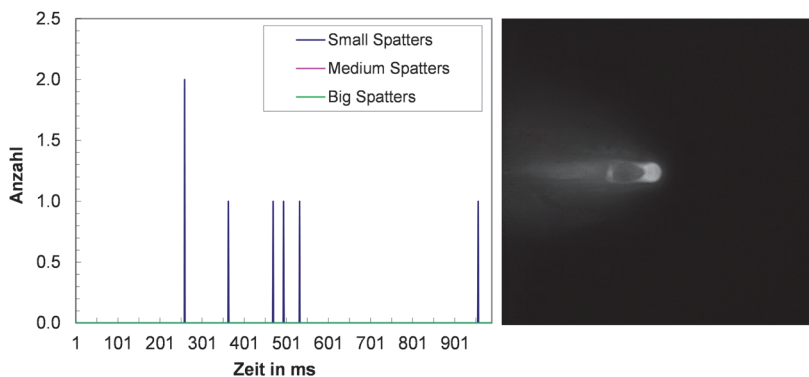 2.5
2.0
1.5
1.0
0.5
0.0
Anzahl
Small Spatters
Medium Spatters
Big Spatters
1 101 201 301 401 501 601 701 801 901
Zeit in ms